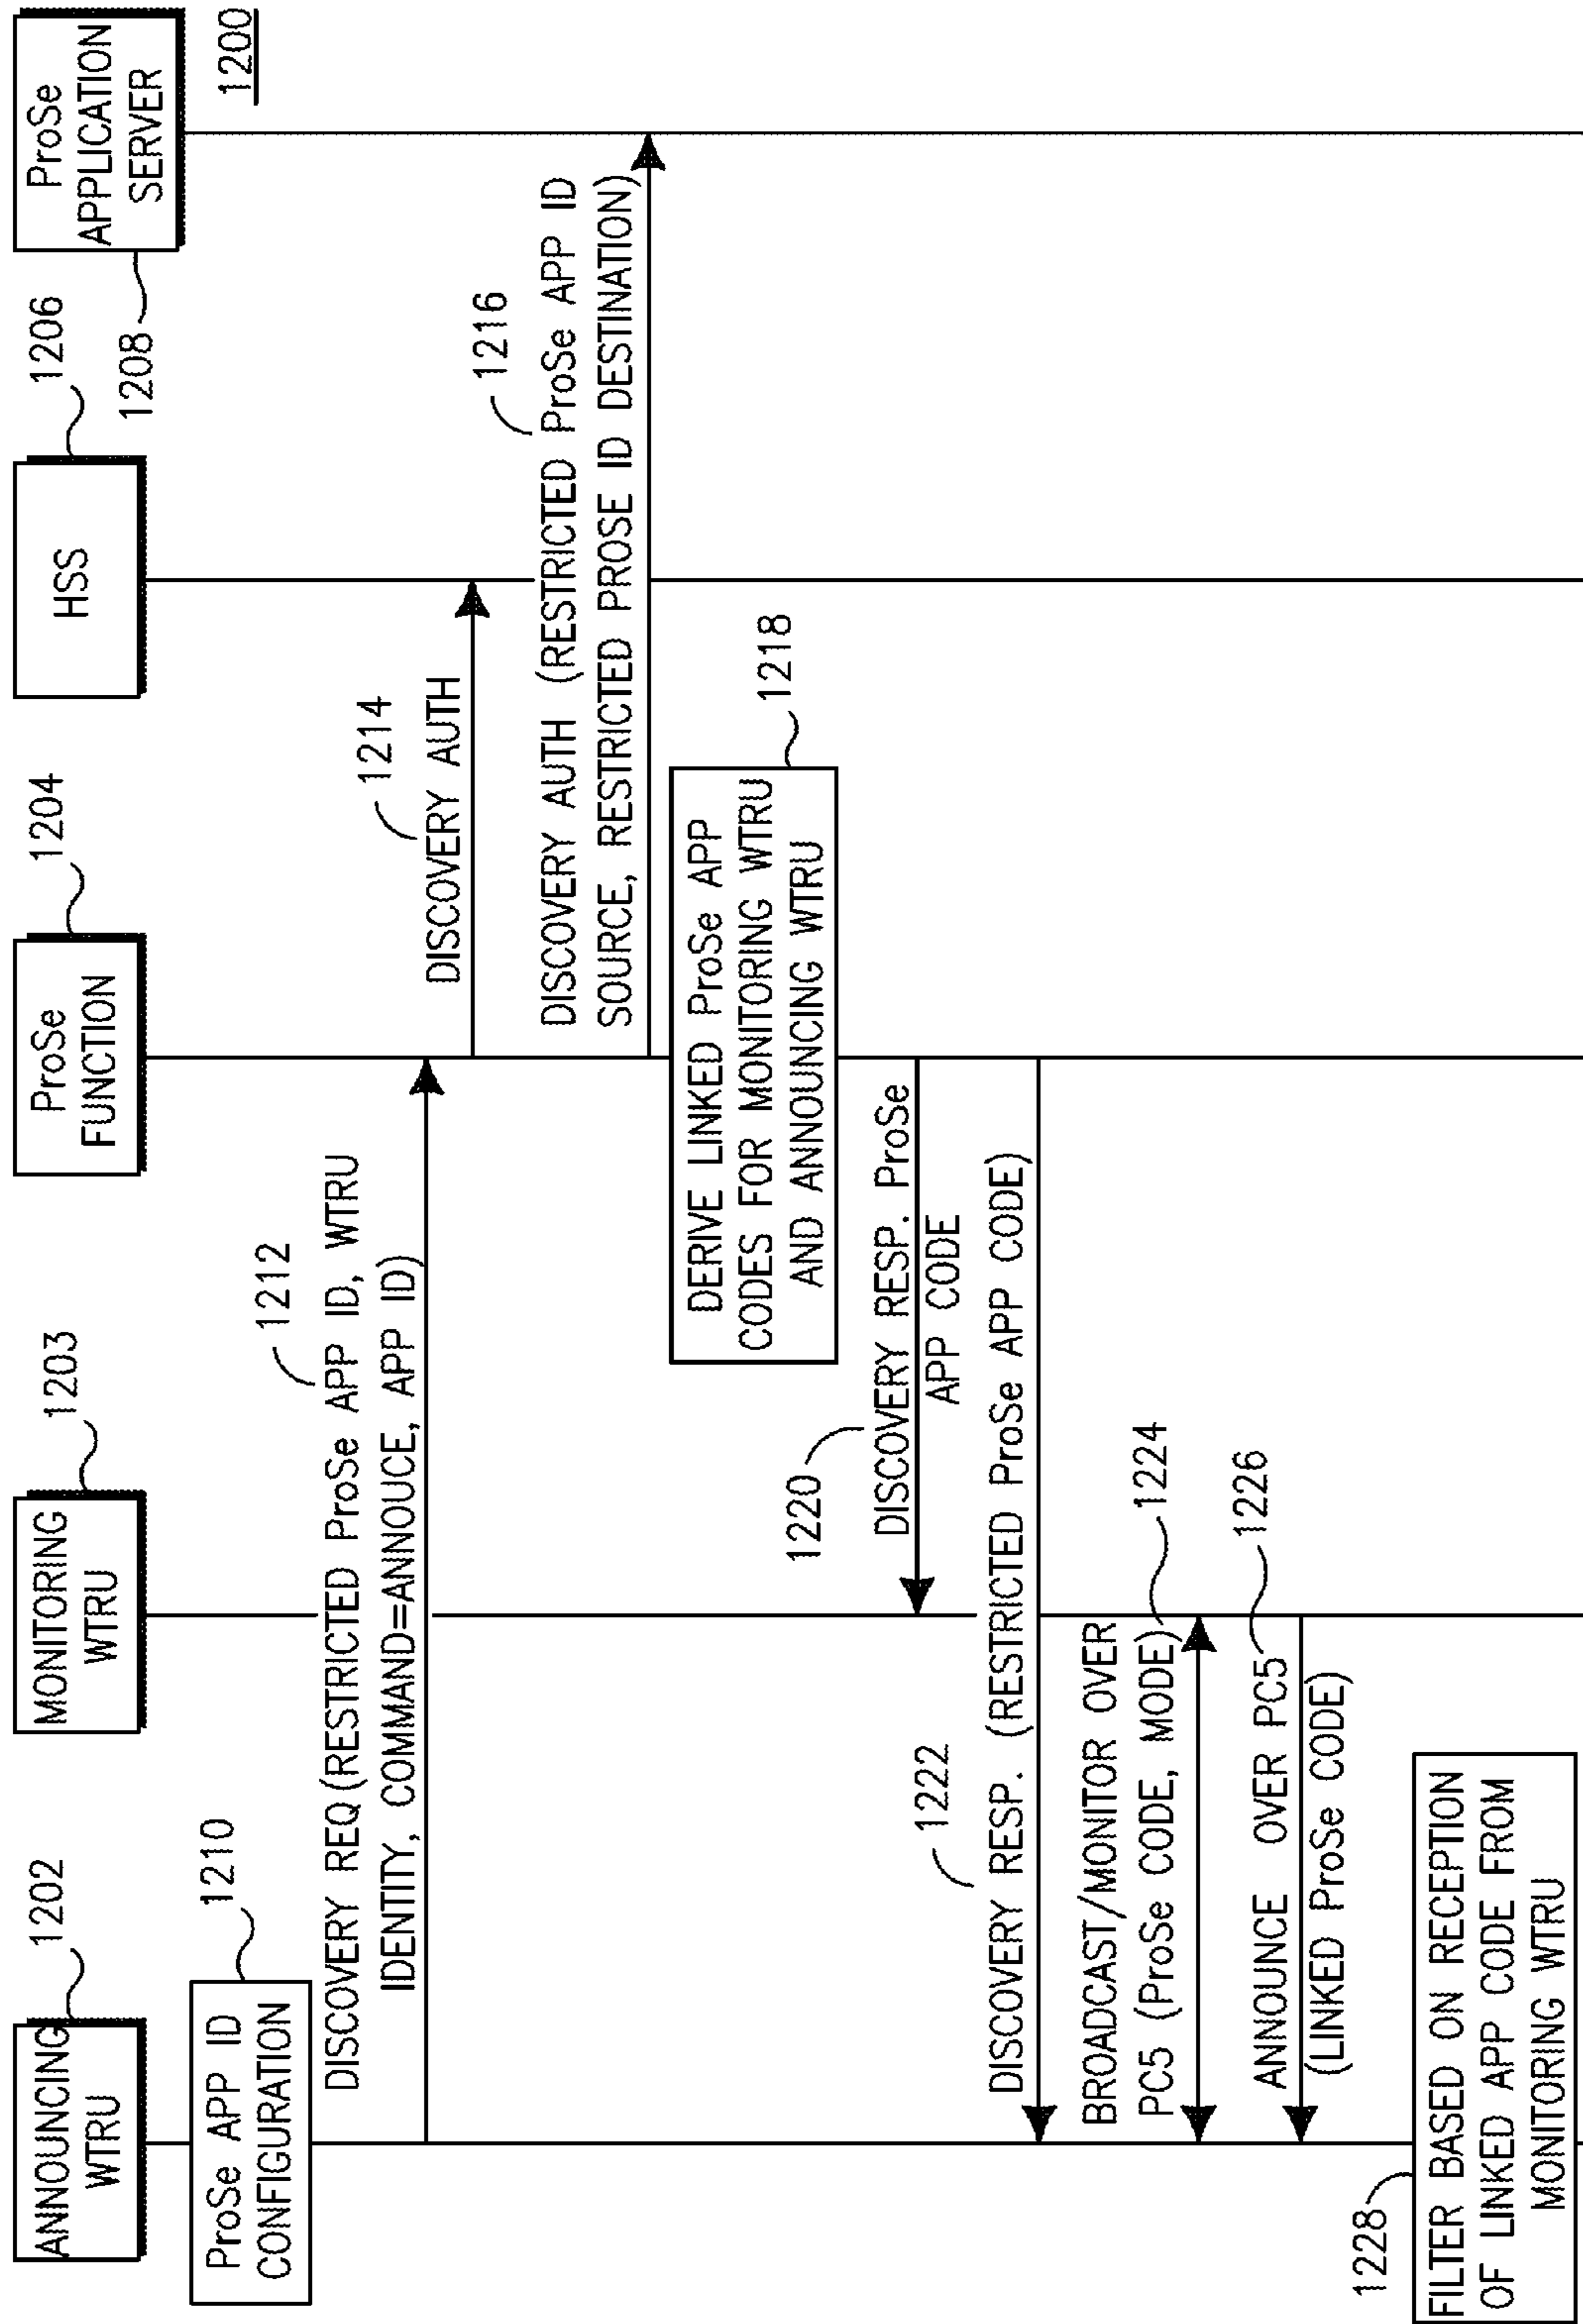 1200
ANNOUNCING
WTRU
1202
MONITORING
WTRU
1203
ProSe
FUNCTION
1204
HSS
1206
ProSe
APPLICATION
SERVER
1208
ProSe APP ID
CONFIGURATION
1210
1212
DISCOVERY REQ(RESTRICTED ProSe APP ID, WTRU
IDENTITY, COMMAND=ANNOUCE, APP ID)
1214
DISCOVERY AUTH
1216
DISCOVERY AUTH (RESTRICTED ProSe APP ID
SOURCE, RESTRICTED PROSE ID DESTINATION)
DERIVE LINKED ProSe APP
CODES FOR MONITORING WTRU
AND ANNOUNCING WTRU
1218
1220
DISCOVERY RESP. ProSe
APP CODE
1222
DISCOVERY RESP. (RESTRICTED ProSe APP CODE)
BROADCAST/MONITOR OVER
PC5 (ProSe CODE, MODE)
1224
ANNOUNCE OVER PC5
(LINKED ProSe CODE)
1226
1228
FILTER BASED ON RECEPTION
OF LINKED APP CODE FROM
MONITORING WTRU